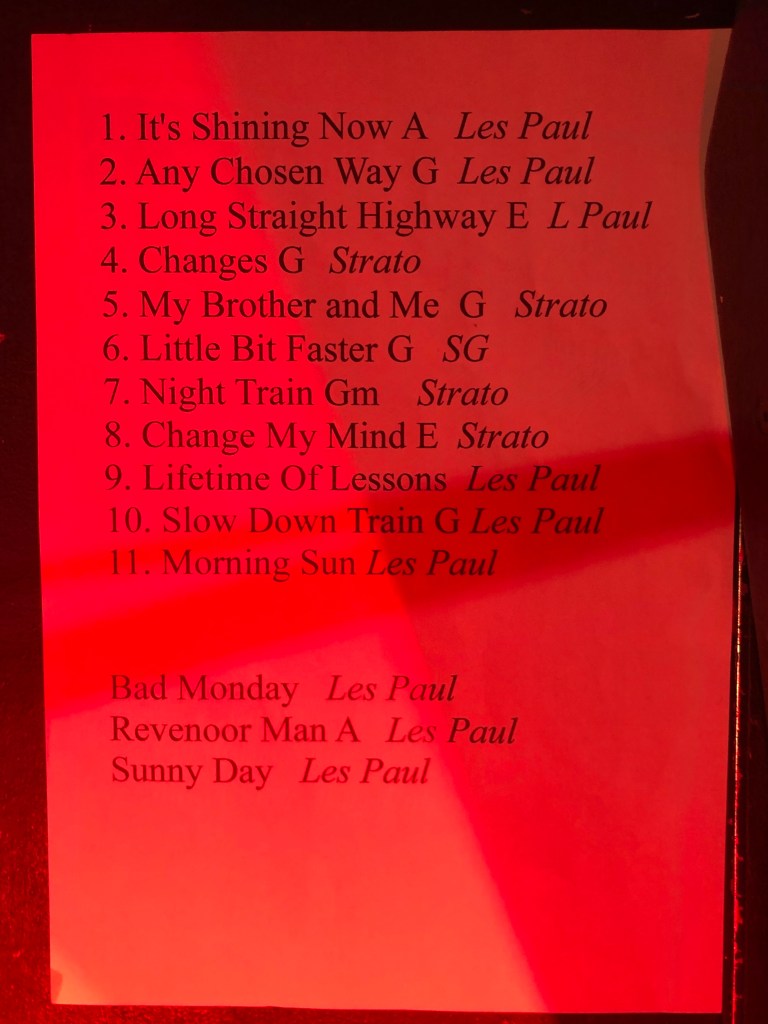 1. It's Shining Now A Les Paul
2. Any Chosen Way G Les Paul
3. Long Straight Highway E L Paul
4. Changes G Strato
5. My Brother and Me G Strato
6. Little Bit Faster G SG
7. Night Train Gm Strato
8. Change My Mind E Strato
9. Lifetime Of Lessons Les Paul
10. Slow Down Train G Les Paul
11. Morning Sun Les Paul
Bad Monday Les Paul
Revenoor Man A Les Paul
Sunny Day Les Paul